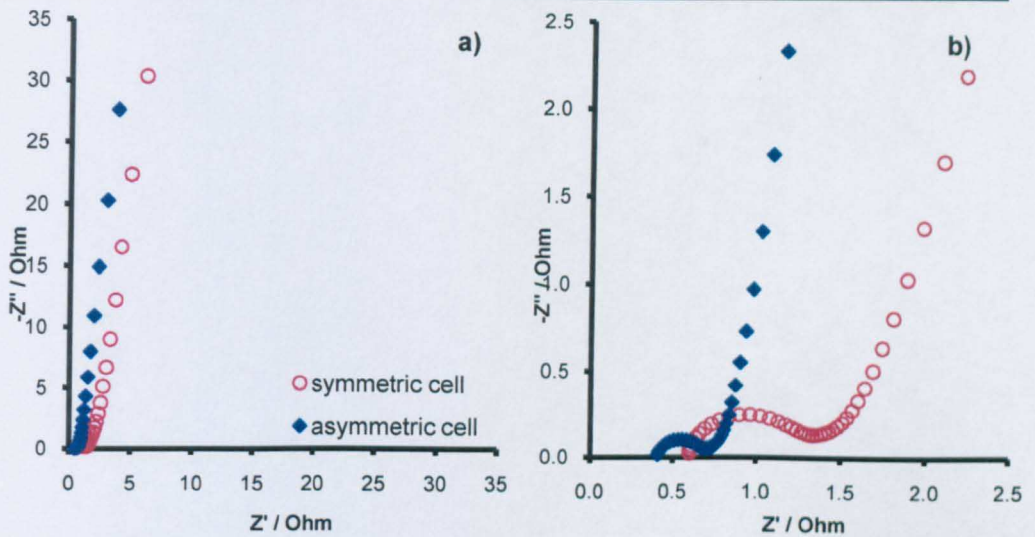 a)
35
30
25
20
15
10
5
0
-Z'' / Ohm
0 5 10 15 20 25 30 35
Z' / Ohm
symmetric cell
asymmetric cell
b)
2.5
2.0
1.5
1.0
0.5
0.0
-Z'' / Ohm
0.0 0.5 1.0 1.5 2.0 2.5
Z' / Ohm